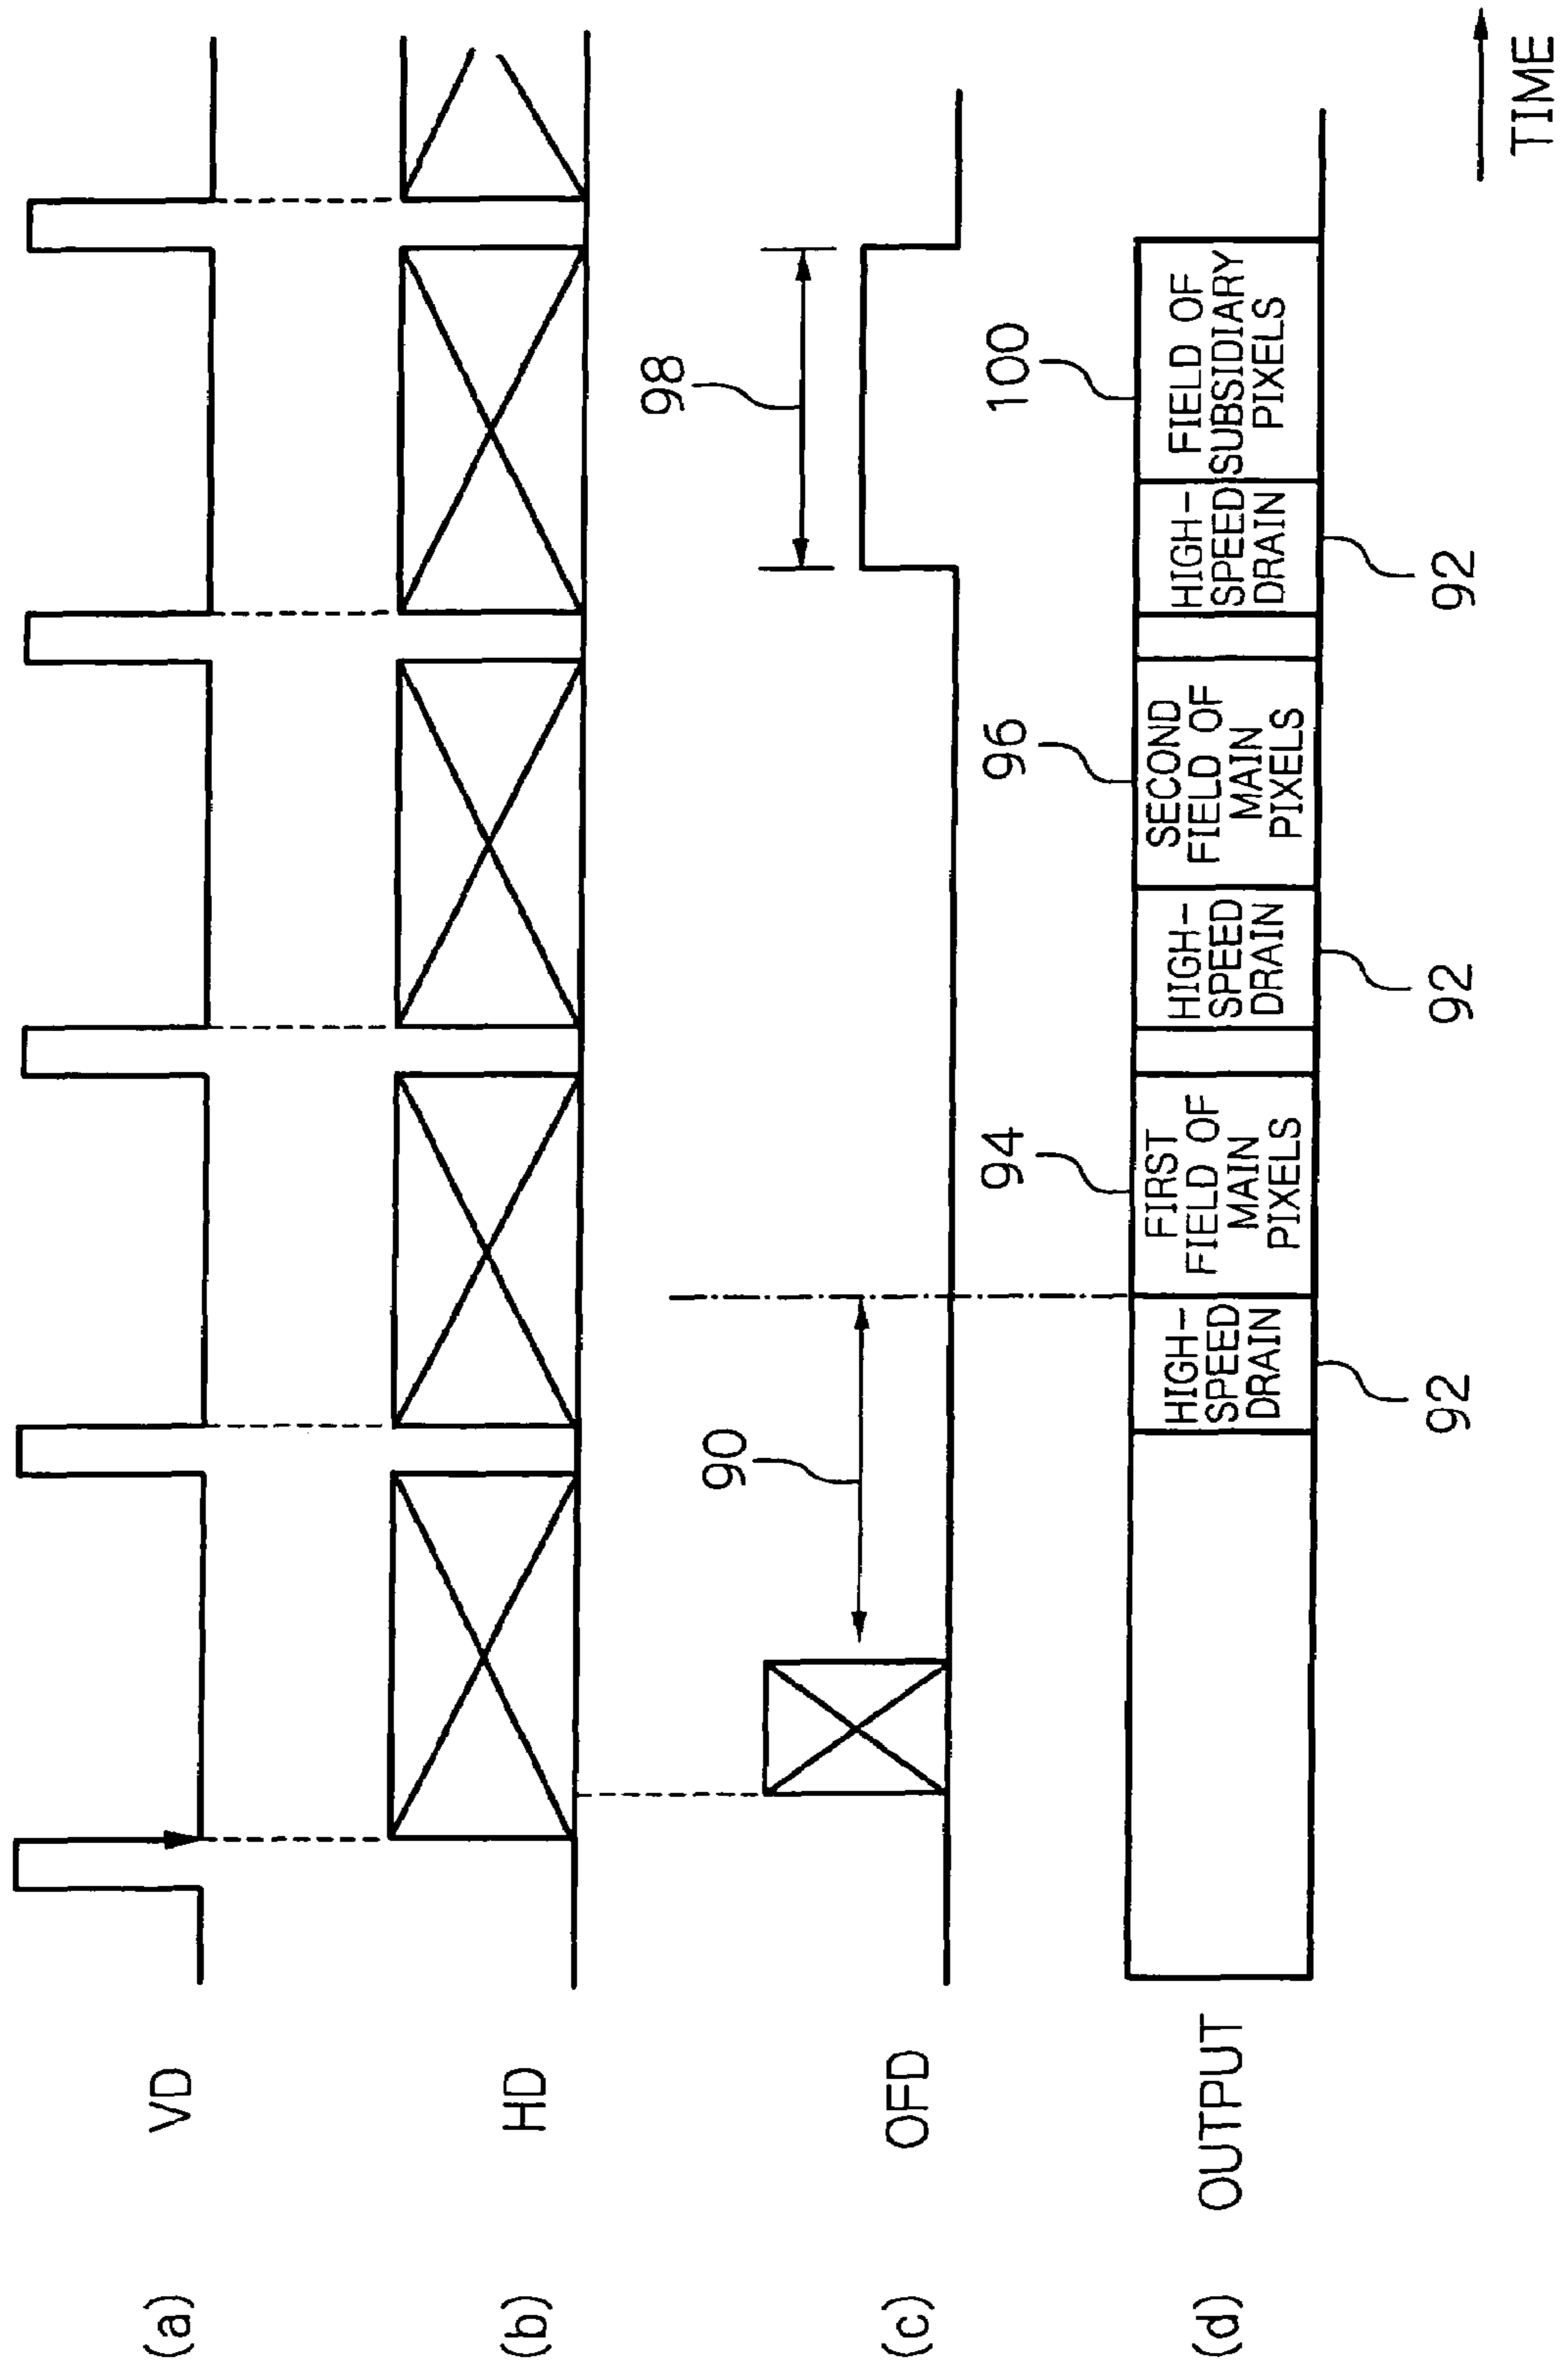 (a) VD
(b) HD
98
90
(c) OFD
94
96
100
(d) OUTPUT
HIGH-
SPEED
DRAIN
FIRST
FIELD OF
MAIN
PIXELS
HIGH-
SPEED
DRAIN
SECOND
FIELD OF
MAIN
PIXELS
HIGH-
SPEED
DRAIN
FIELD OF
SUBSIDIARY
PIXELS
92
92
92
TIME